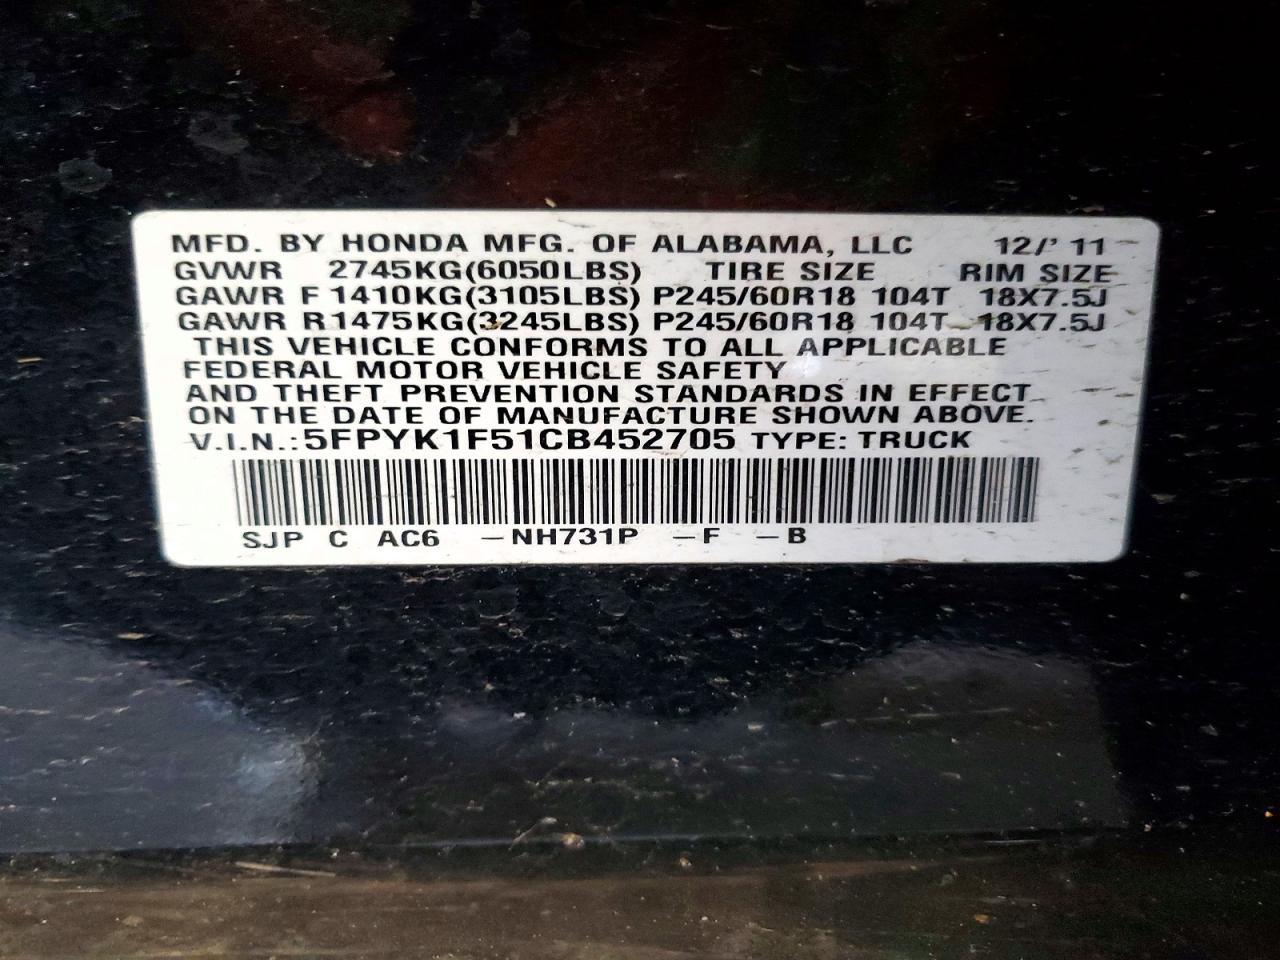 MFD. BY HONDA MFG. OF ALABAMA, LLC 12/' 11
GVWR 2745KG(6050LBS) TIRE SIZE RIM SIZE
GAWR F 1410KG(3105LBS) P245/60R18 104T 18X7.5J
GAWR R1475KG(3245LBS) P245/60R18 104T 18X7.5J
THIS VEHICLE CONFORMS TO ALL APPLICABLE
FEDERAL MOTOR VEHICLE SAFETY
AND THEFT PREVENTION STANDARDS IN EFFECT
ON THE DATE OF MANUFACTURE SHOWN ABOVE.
V.I.N.:5FPYK1F51CB452705 TYPE: TRUCK
SJP C AC6 -NH731P -F -B